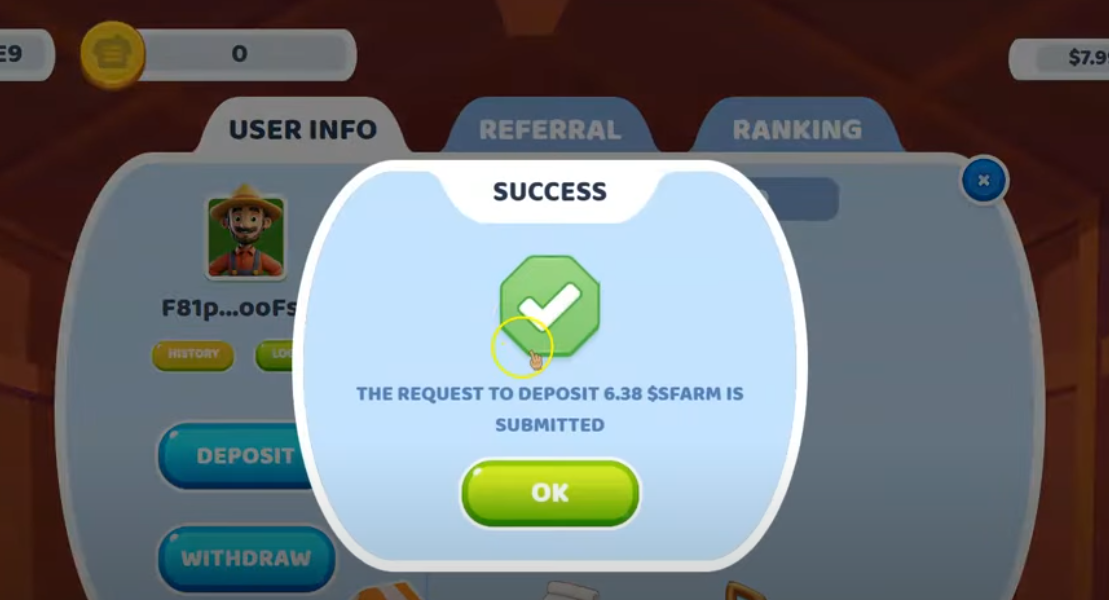 E9
0
$7.9
USER INFO
REFERRAL
RANKING
SUCCESS
F81p...ooFs
HISTORY
LOG
THE REQUEST TO DEPOSIT 6.38 $SFARM IS
SUBMITTED
DEPOSIT
OK
WITHDRAW